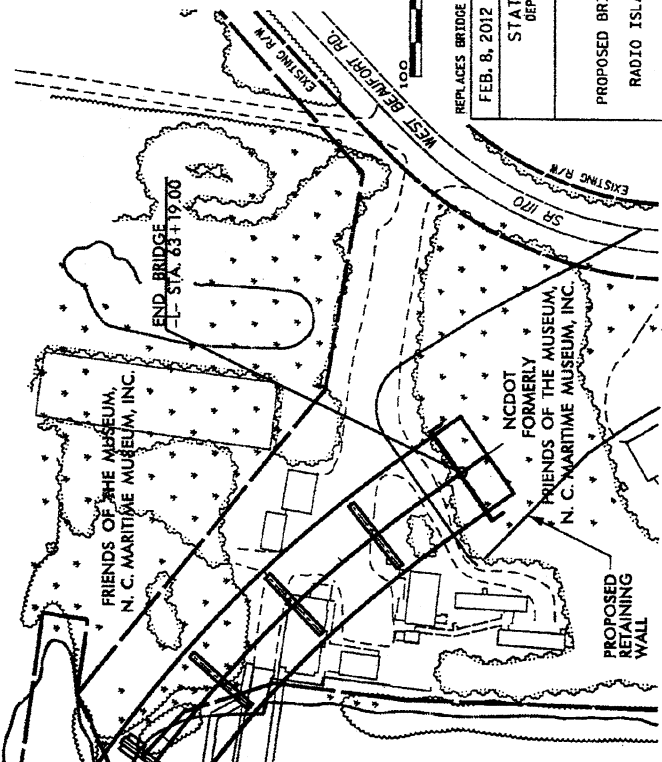 EXISTING R/W
WEST BEAUFORT RD.
100
REPLACES BRIDGE
FEB. 8, 2012
STAT
DEP
PROPOSED BRI
RADIO ISLA
EXISTING R/W
SR 1170
END BRIDGE
-L- STA. 63+19.00
FRIENDS OF THE MUSEUM,
N. C. MARITIME MUSEUM, INC.
NCDOT
FORMERLY
FRIENDS OF THE MUSEUM,
N. C. MARITIME MUSEUM, INC.
PROPOSED
RETAINING
WALL